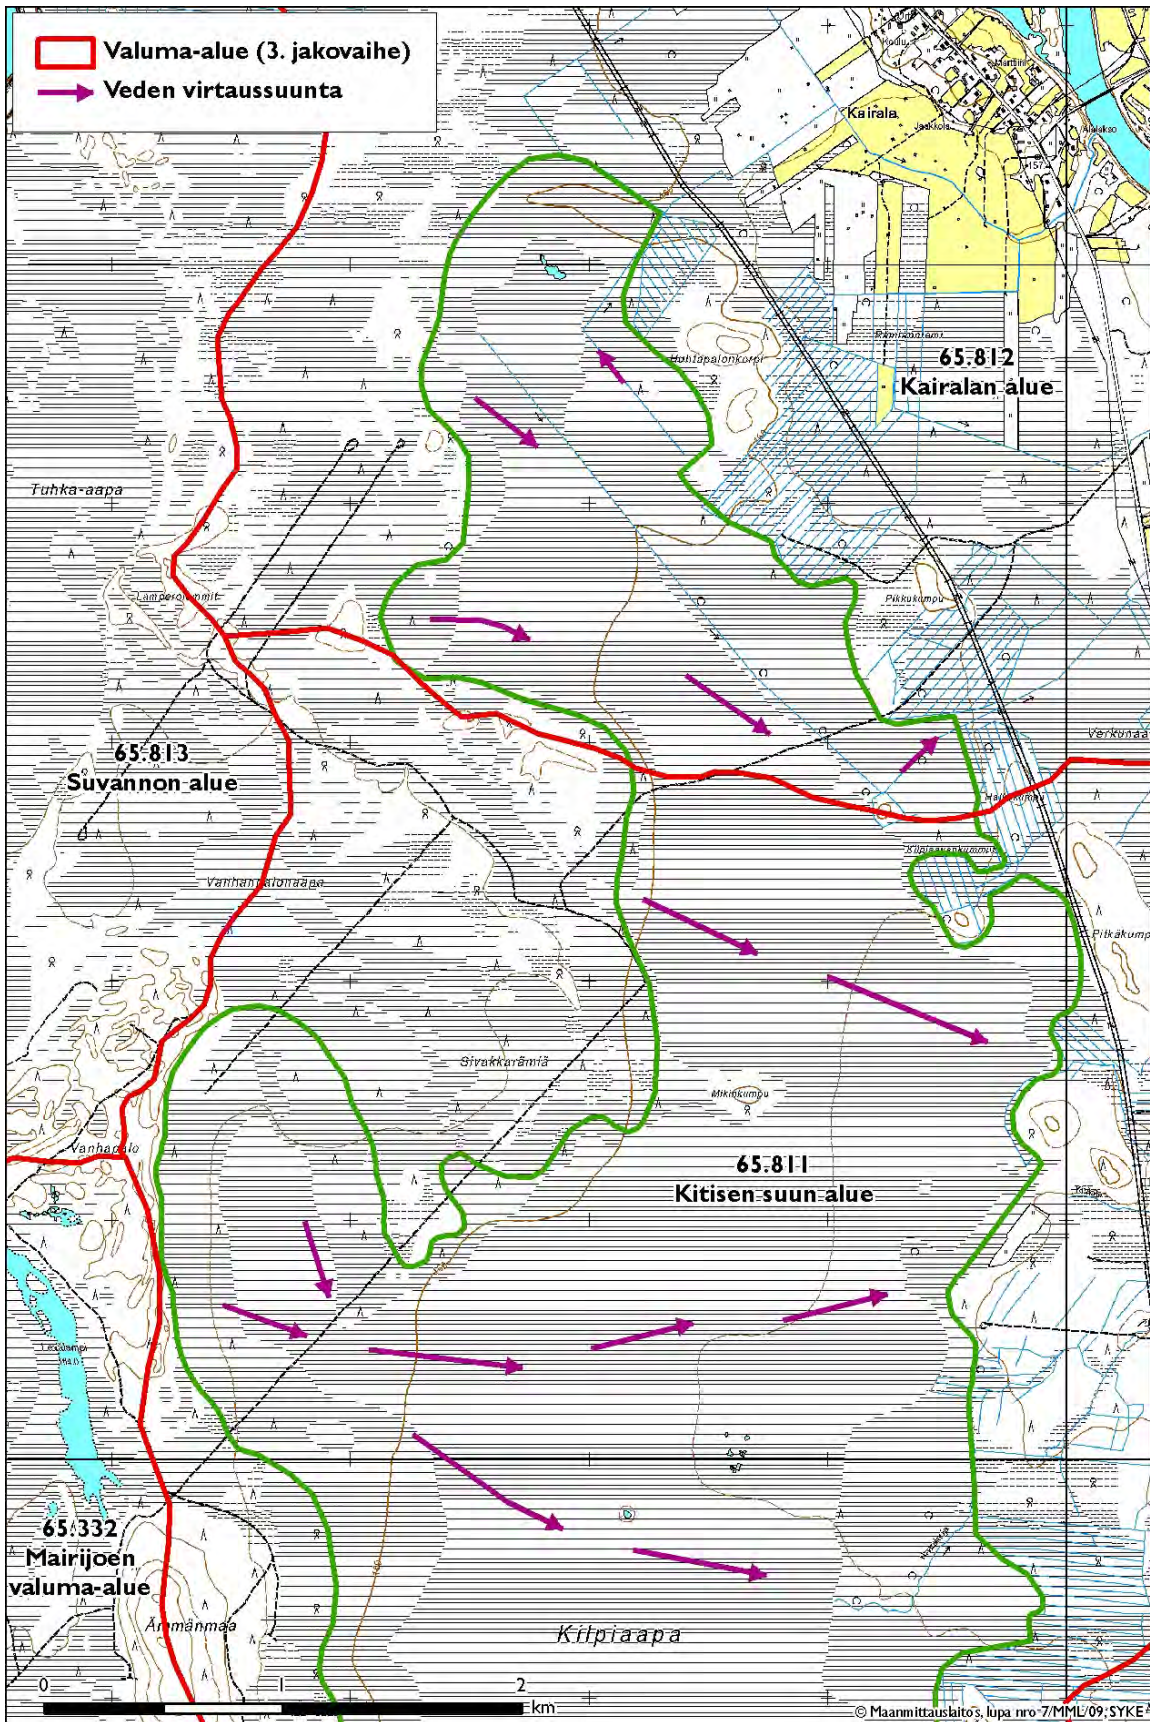 Valuma-alue (3. jakovaihe)
Veden virtaussuunta
Kairala
Jaakkola
Huhtapalonkorpi
65.812
Kairalan alue
Tuhka-aapa
Pikkukumpu
65.813
Suvannon alue
Vanhanpalonaapa
Sivakkarämiä
Mikinkumpu
Vanhapalo
65.811
Kitisen suun alue
65.332
Mairijoen
valuma-alue
Ämmänmaa
Kilpiaapa
0 1 2
km
© Maanmittauslaitos, lupa nro 7/MML/09, SYKE